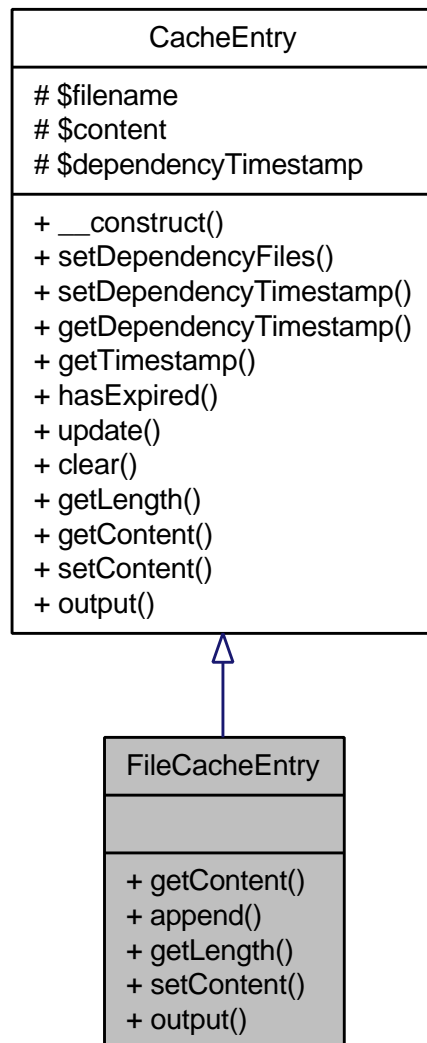 CacheEntry
# $filename
# $content
# $dependencyTimestamp
+ __construct()
+ setDependencyFiles()
+ setDependencyTimestamp()
+ getDependencyTimestamp()
+ getTimestamp()
+ hasExpired()
+ update()
+ clear()
+ getLength()
+ getContent()
+ setContent()
+ output()
FileCacheEntry
+ getContent()
+ append()
+ getLength()
+ setContent()
+ output()